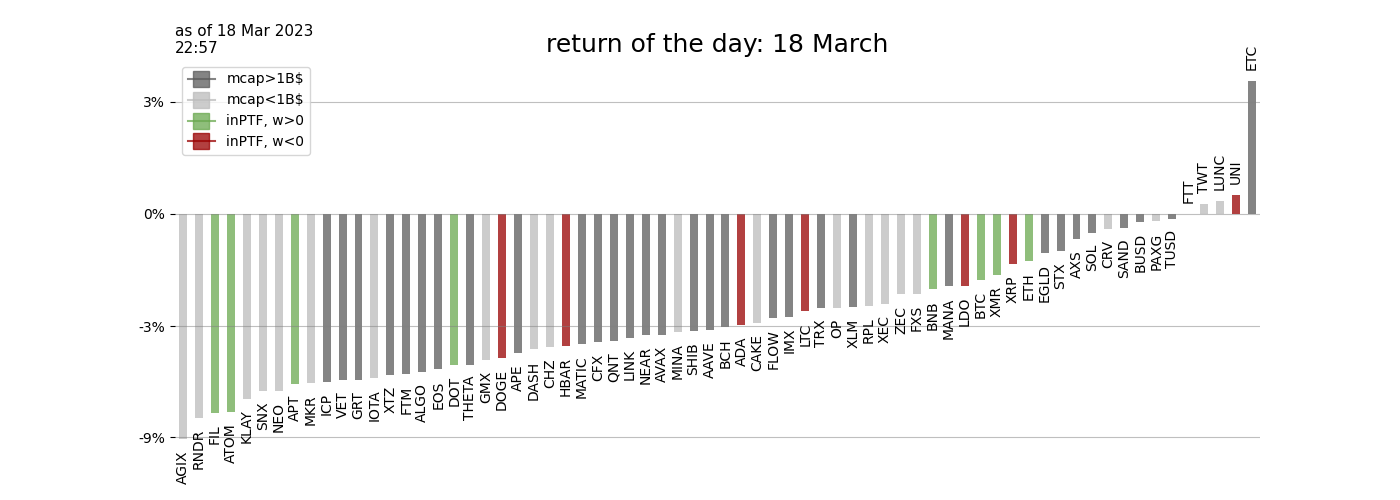 as of 18 Mar 2023
22:57
return of the day: 18 March
mcap>1B$
mcap<1B$
inPTF, w>0
inPTF, w<0
3%
0%
-3%
-9%
AGIX
RNDR
FIL
ATOM
KLAY
SNX
NEO
APT
MKR
ICP
VET
GRT
IOTA
XTZ
FTM
ALGO
EOS
DOT
THETA
GMX
DOGE
APE
DASH
CHZ
HBAR
MATIC
CFX
QNT
LINK
NEAR
AVAX
MINA
SHIB
AAVE
BCH
ADA
CAKE
FLOW
IMX
LTC
TRX
OP
XLM
RPL
XEC
ZEC
FXS
BNB
MANA
LDO
BTC
XMR
XRP
ETH
EGLD
STX
AXS
SOL
CRV
SAND
BUSD
PAXG
TUSD
FTT
TWT
LUNC
UNI
ETC